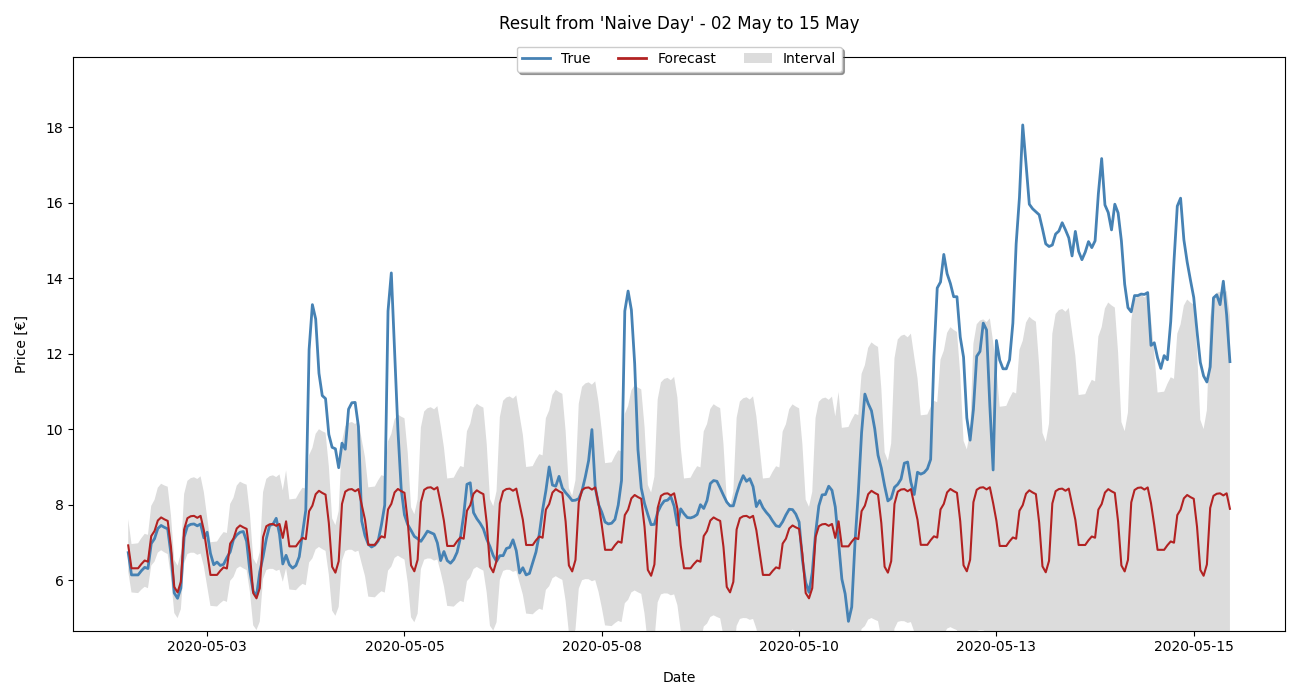 Result from 'Naive Day' - 02 May to 15 May
True Forecast Interval
Price [€]
18
16
14
12
10
8
6
2020-05-03 2020-05-05 2020-05-08 2020-05-10 2020-05-13 2020-05-15
Date